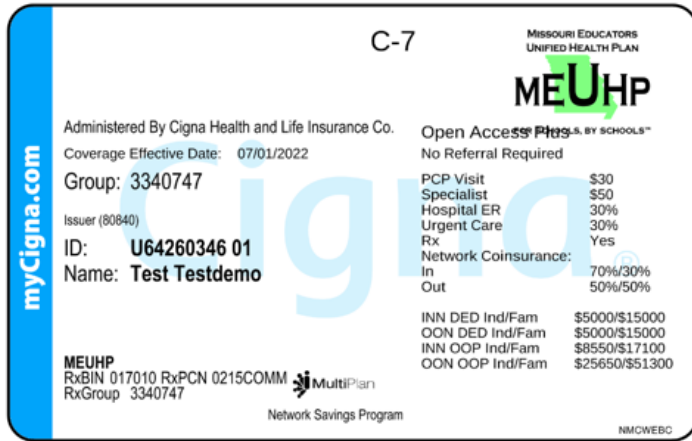 C-7
MISSOURI EDUCATORS
UNIFIED HEALTH PLAN
MEUHP
FOR SCHOOLS, BY SCHOOLS™
myCigna.com
Cigna®
Administered By Cigna Health and Life Insurance Co.
Coverage Effective Date: 07/01/2022
Group: 3340747
Issuer (80840)
ID: U64260346 01
Name: Test Testdemo
MEUHP
RxBIN 017010 RxPCN 0215COMM
RxGroup 3340747
MultiPlan
Network Savings Program
Open Access Plus
No Referral Required
PCP Visit $30
Specialist $50
Hospital ER 30%
Urgent Care 30%
Rx Yes
Network Coinsurance:
In 70%/30%
Out 50%/50%
INN DED Ind/Fam $5000/$15000
OON DED Ind/Fam $5000/$15000
INN OOP Ind/Fam $8550/$17100
OON OOP Ind/Fam $25650/$51300
NMCWEBC